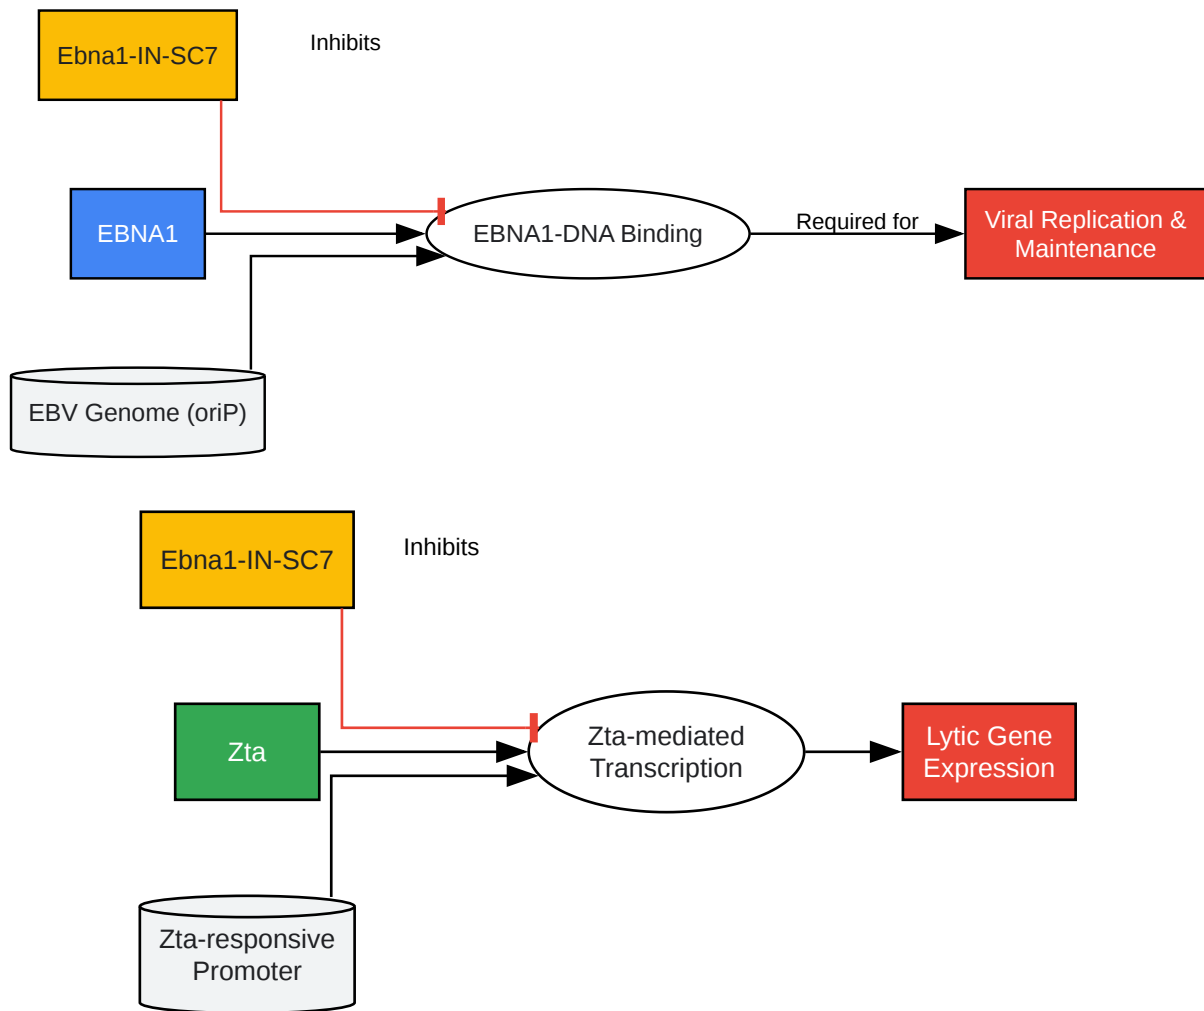 Ebna1-IN-SC7
Inhibits
EBNA1
EBNA1-DNA Binding
Required for
Viral Replication &
Maintenance
EBV Genome (oriP)
Ebna1-IN-SC7
Inhibits
Zta
Zta-mediated
Transcription
Lytic Gene
Expression
Zta-responsive
Promoter